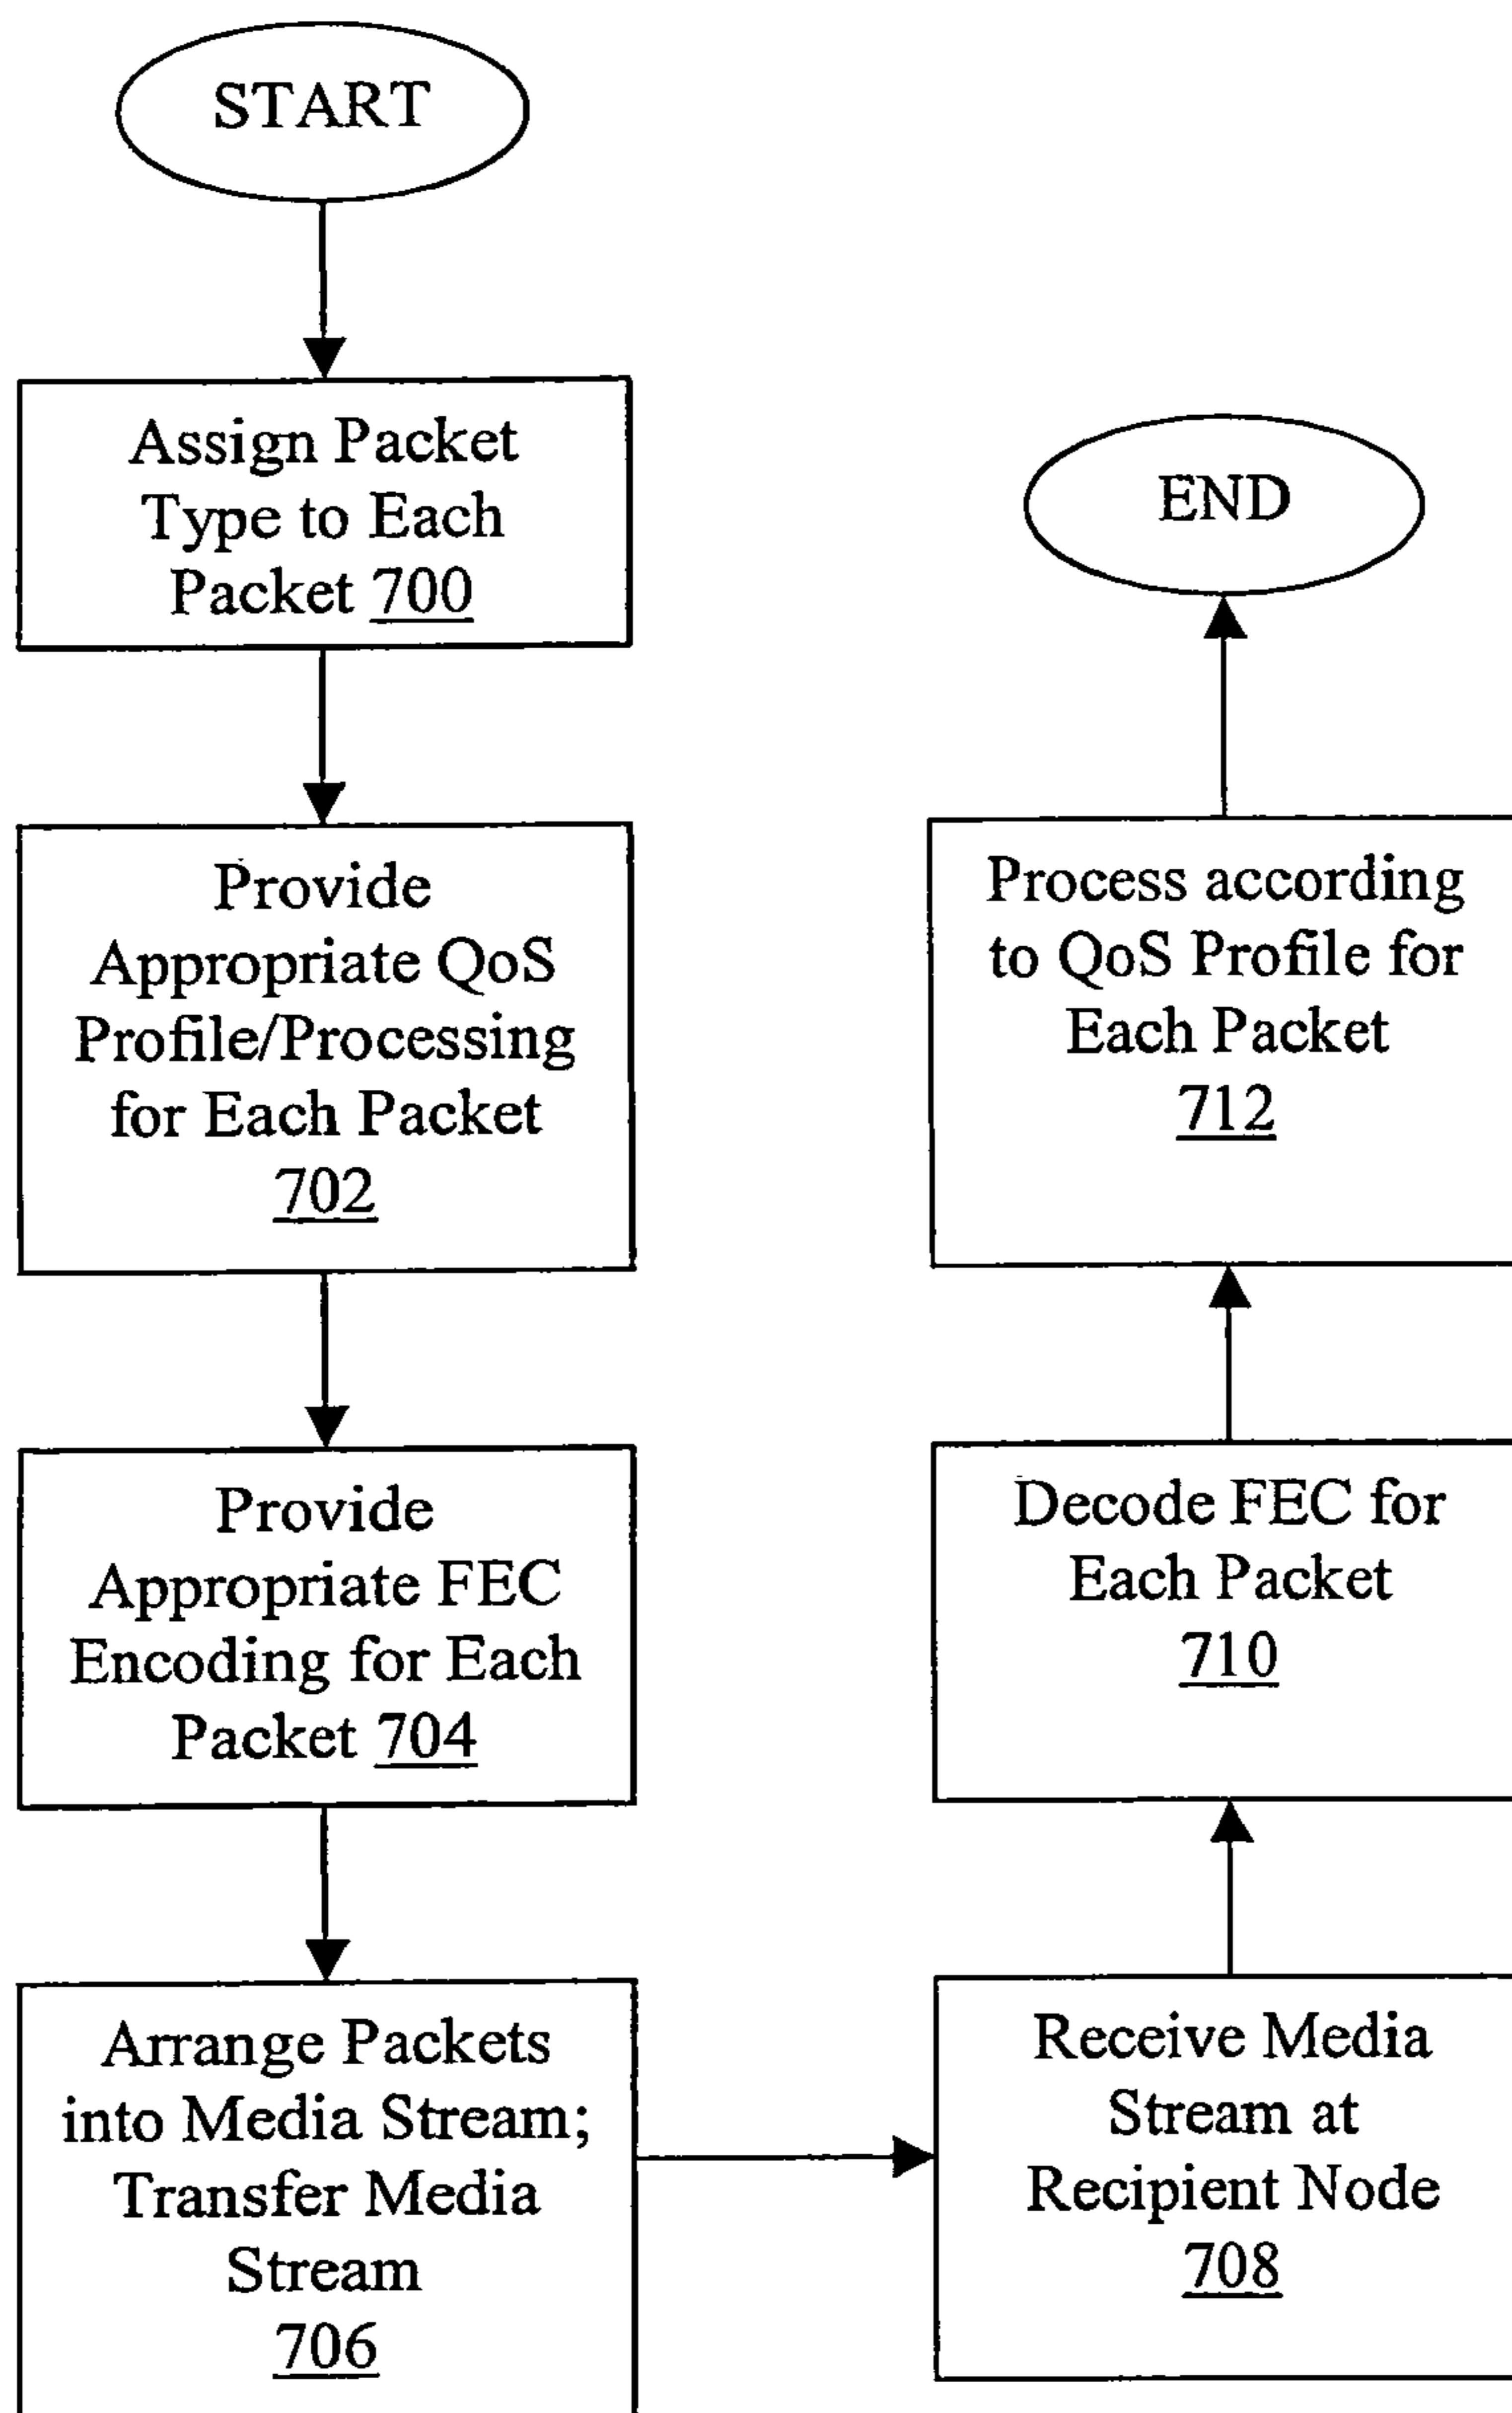 START
Assign Packet
Type to Each
Packet 700
Provide
Appropriate QoS
Profile/Processing
for Each Packet
702
Provide
Appropriate FEC
Encoding for Each
Packet 704
Arrange Packets
into Media Stream;
Transfer Media
Stream
706
Receive Media
Stream at
Recipient Node
708
Decode FEC for
Each Packet
710
Process according
to QoS Profile for
Each Packet
712
END